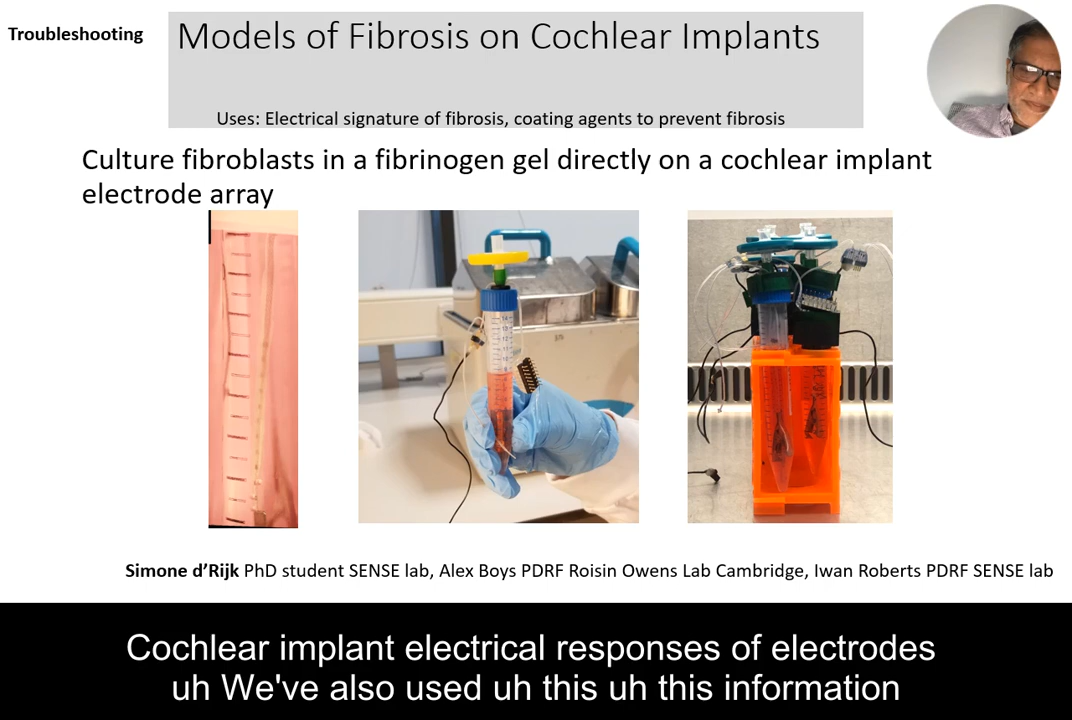 Troubleshooting
Models of Fibrosis on Cochlear Implants
Uses: Electrical signature of fibrosis, coating agents to prevent fibrosis
Culture fibroblasts in a fibrinogen gel directly on a cochlear implant
electrode array
Simone d’Rijk PhD student SENSE lab, Alex Boys PDRF Roisin Owens Lab Cambridge, Iwan Roberts PDRF SENSE lab
Cochlear implant electrical responses of electrodes
uh We've also used uh this uh this information